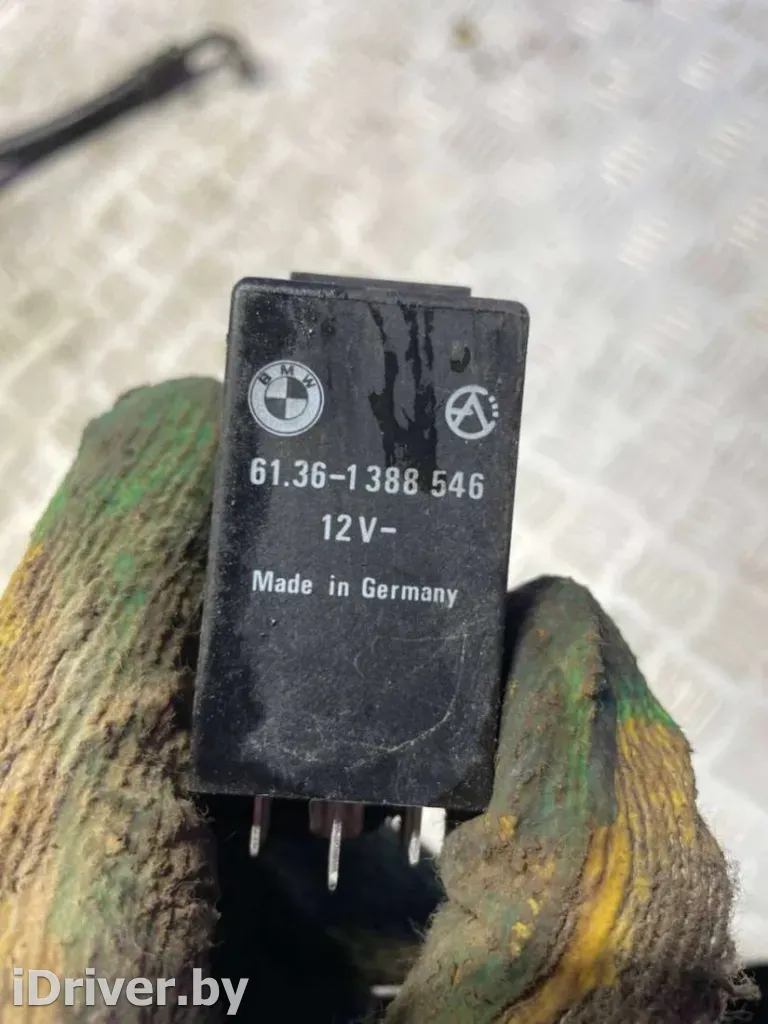 BMW
61.36-1 388 546
12V-
Made in Germany
iDriver.by